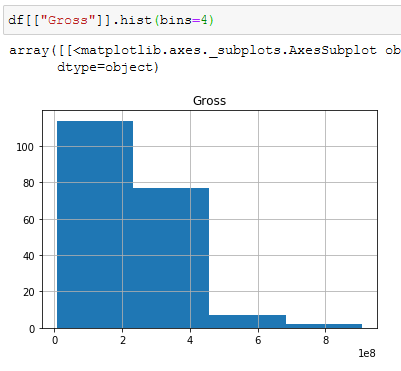 df[["Gross"]].hist(bins=4)
array([[<matplotlib.axes._subplots.AxesSubplot ob
dtype=object)
Gross
100
80
60
40
20
0
0 2 4 6 8
1e8